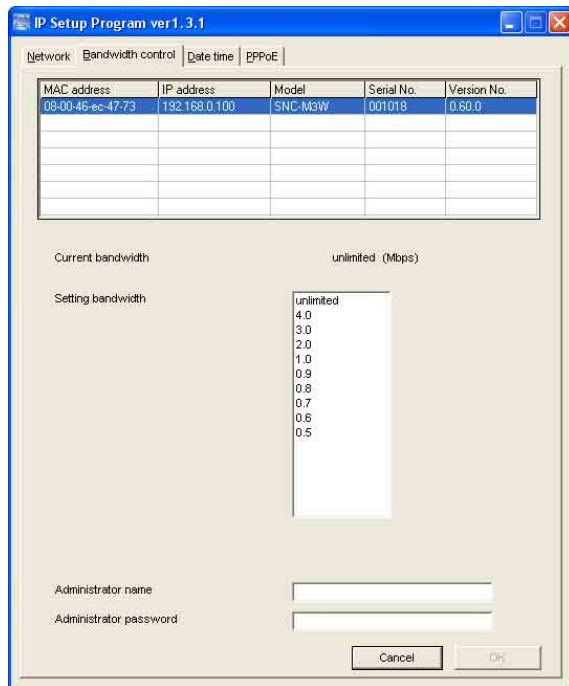 IP Setup Program ver1.3.1
Network Bandwidth control Date time PPPoE
MAC address IP address Model Serial No. Version No.
08-00-46-ec-47-73 192.168.0.100 SNC-M3W 001018 0.60.0
Current bandwidth unlimited (Mbps)
Setting bandwidth unlimited
4.0
3.0
2.0
1.0
0.9
0.8
0.7
0.6
0.5
Administrator name
Administrator password
Cancel OK